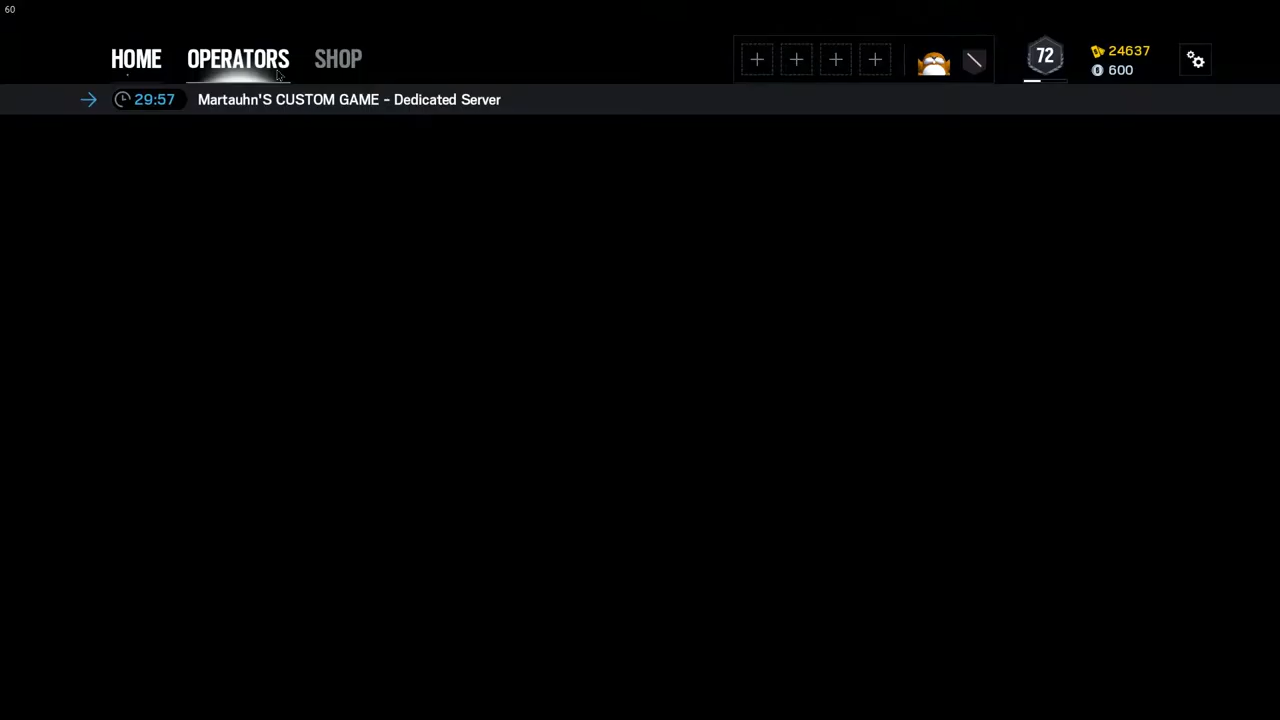 60
HOME OPERATORS SHOP
72
24637
600
29:57 Martauhn'S CUSTOM GAME - Dedicated Server